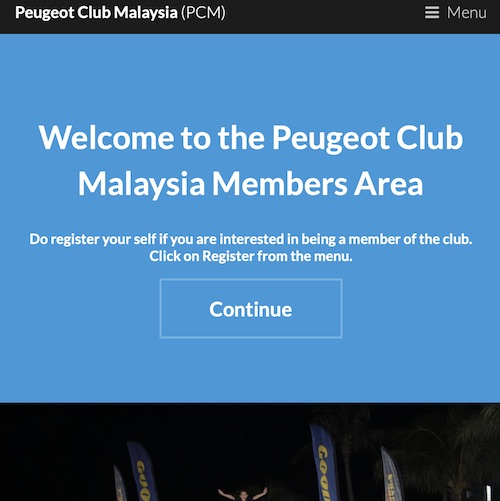 Peugeot Club Malaysia (PCM)
Menu
Welcome to the Peugeot Club
Malaysia Members Area
Do register your self if you are interested in being a member of the club.
Click on Register from the menu.
Continue